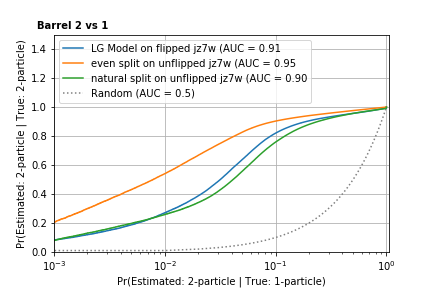 Barrel 2 vs 1
Pr(Estimated: 2-particle | True: 2-particle)
1.4
1.2
1.0
0.8
0.6
0.4
0.2
0.0
LG Model on flipped jz7w (AUC = 0.91
even split on unflipped jz7w (AUC = 0.95
natural split on unflipped jz7w (AUC = 0.90
Random (AUC = 0.5)
10⁻³
10⁻²
10⁻¹
10⁰
Pr(Estimated: 2-particle | True: 1-particle)